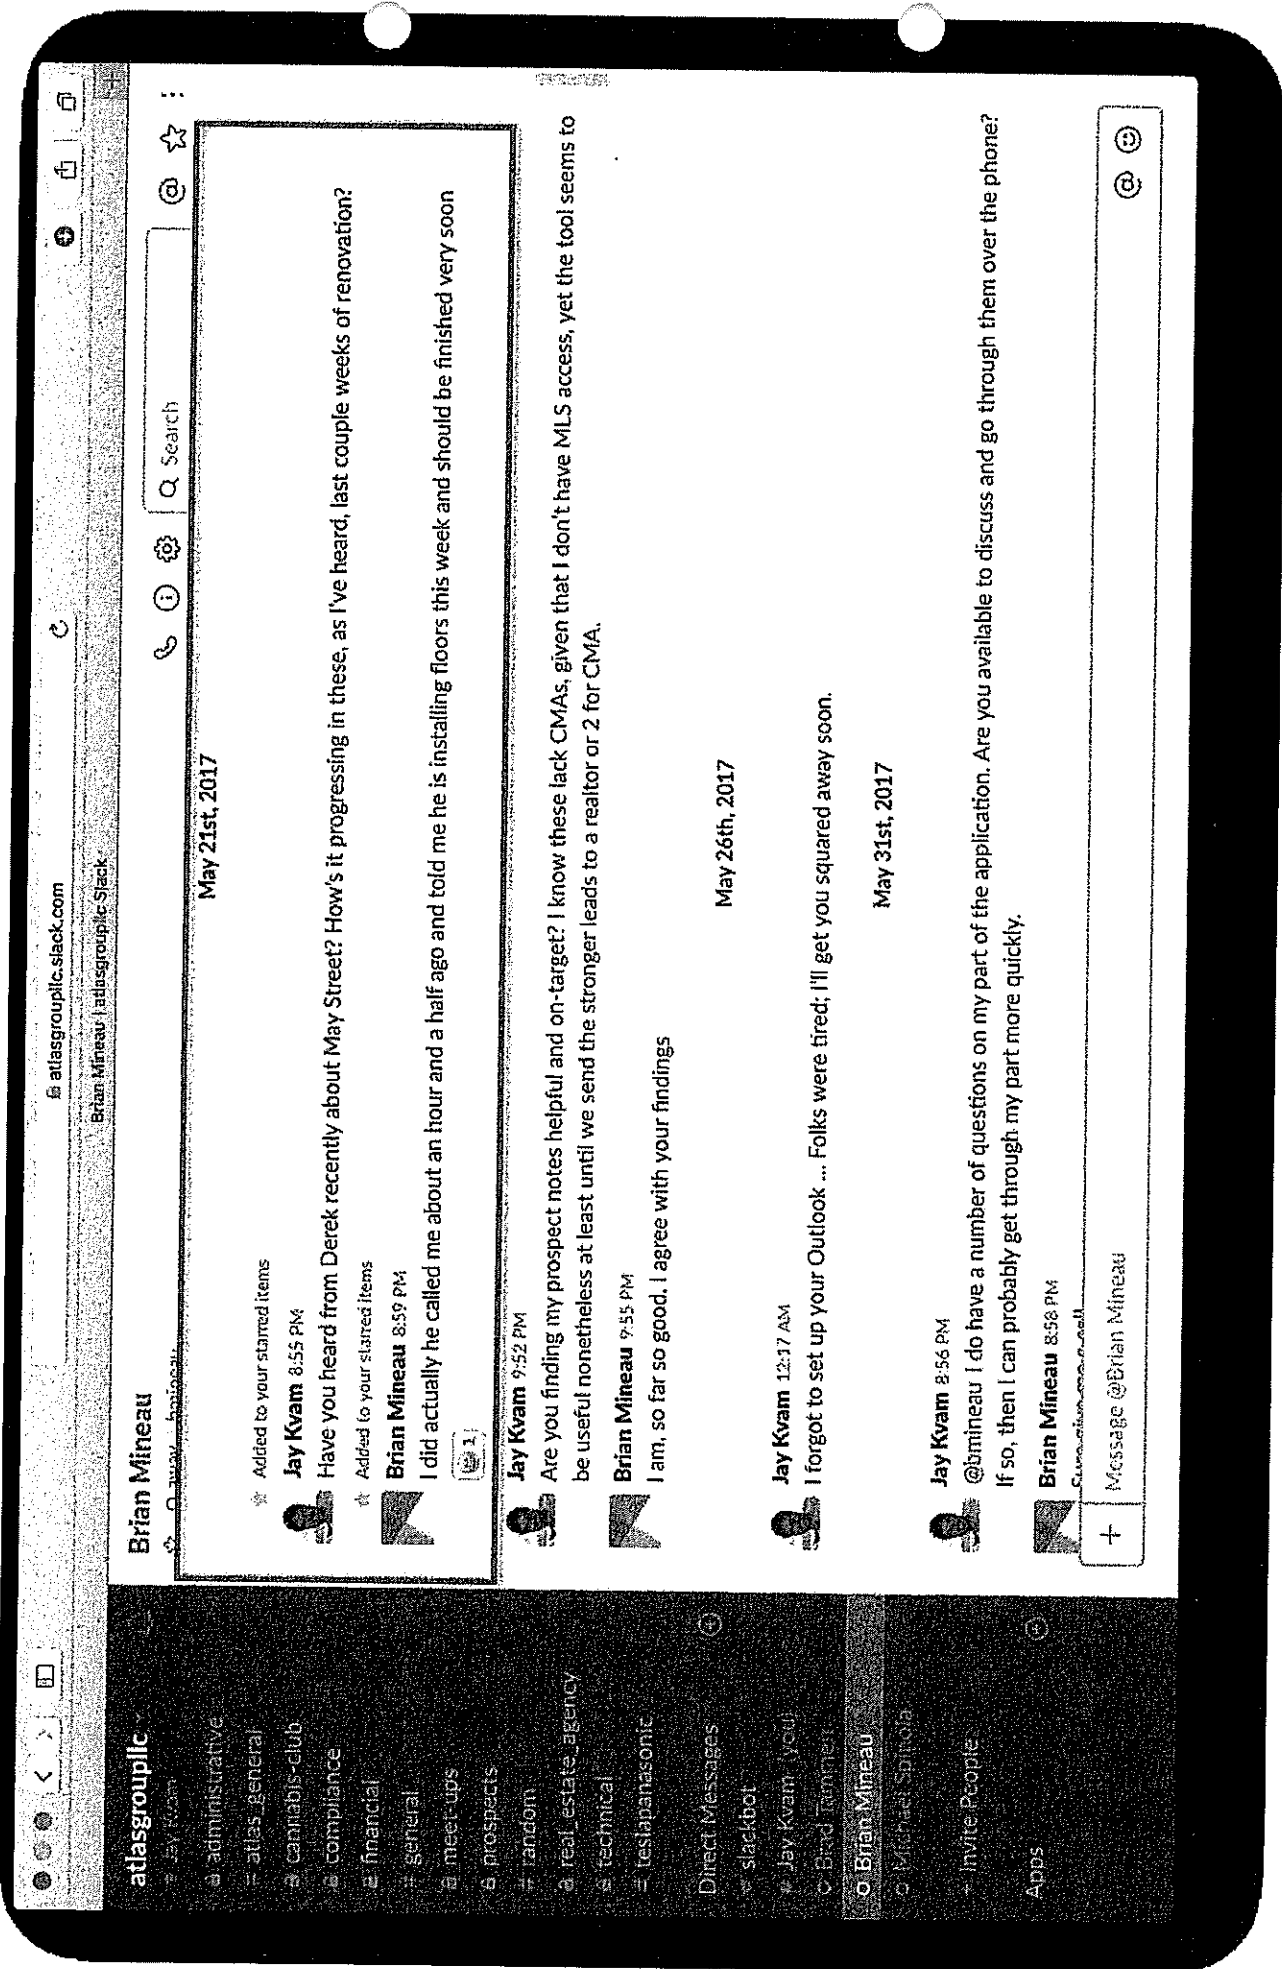 atlasgroupllc.slack.com
Brian Mineau | atlasgroupllc Slack
atlasgroupllc
Jay Kvam
administrative
atlas_general
cannabis-club
compliance
financial
general
meet-ups
prospects
random
real_estate_agency
technical
teslapanasonic
Direct Messages
slackbot
Jay Kvam (you)
Brian Mineau
Michael Spinola
+ Invite People
Apps
Brian Mineau
away
bmineau
Search
May 21st, 2017
Added to your starred items
Jay Kvam 8:55 PM
Have you heard from Derek recently about May Street? How's it progressing in these, as I've heard, last couple weeks of renovation?
Added to your starred items
Brian Mineau 8:59 PM
I did actually he called me about an hour and a half ago and told me he is installing floors this week and should be finished very soon
1
Jay Kvam 9:52 PM
Are you finding my prospect notes helpful and on-target? I know these lack CMAs, given that I don't have MLS access, yet the tool seems to
be useful nonetheless at least until we send the stronger leads to a realtor or 2 for CMA.
Brian Mineau 9:55 PM
I am, so far so good. I agree with your findings
May 26th, 2017
Jay Kvam 12:17 AM
I forgot to set up your Outlook ... Folks were tired; I'll get you squared away soon.
May 31st, 2017
Jay Kvam 8:56 PM
@bmineau I do have a number of questions on my part of the application. Are you available to discuss and go through them over the phone?
If so, then I can probably get through my part more quickly.
Brian Mineau 8:58 PM
Sure give me a call
Message @Brian Mineau